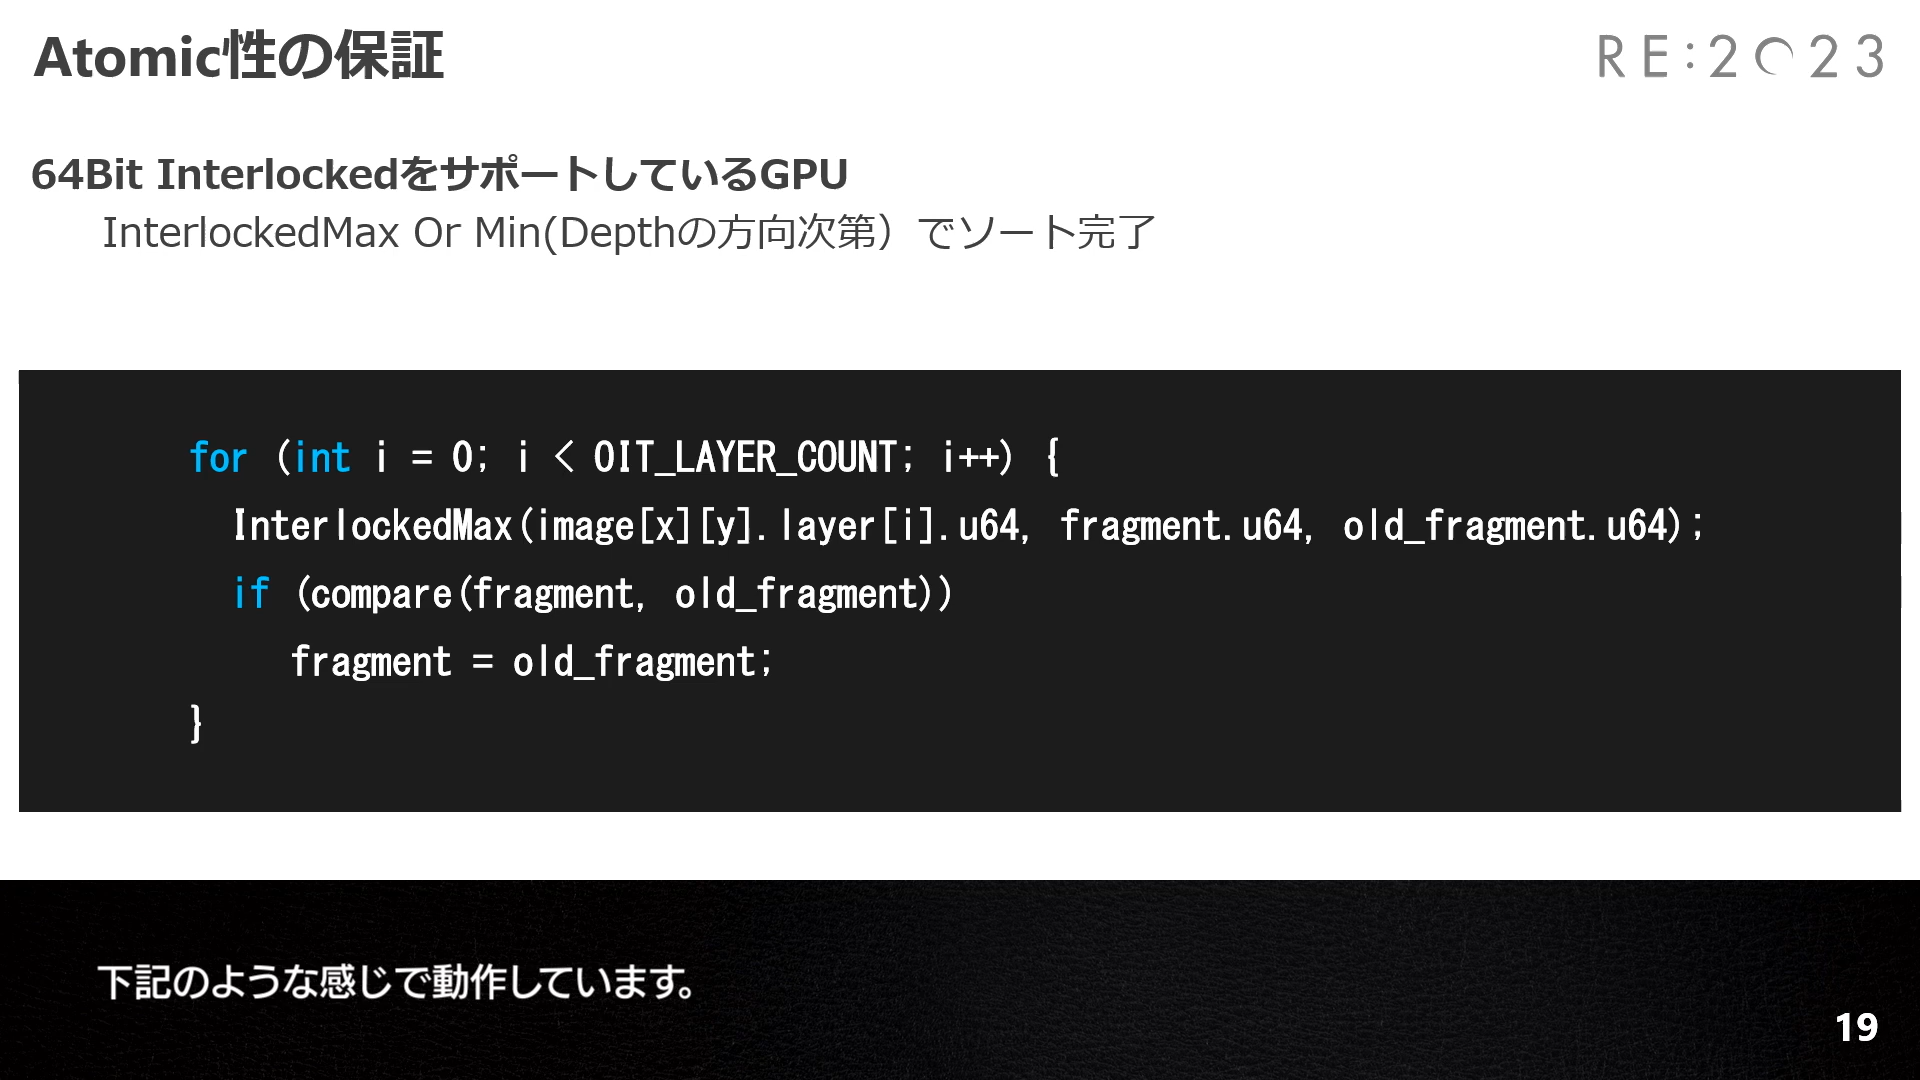 Atomic性の保証
RE:2023
64Bit InterlockedをサポートしているGPU
InterlockedMax Or Min(Depthの方向次第）でソート完了
for (int i = 0; i < OIT_LAYER_COUNT; i++) {
InterlockedMax(image[x][y].layer[i].u64, fragment.u64, old_fragment.u64);
if (compare(fragment, old_fragment))
fragment = old_fragment;
}
下記のような感じで動作しています。
19